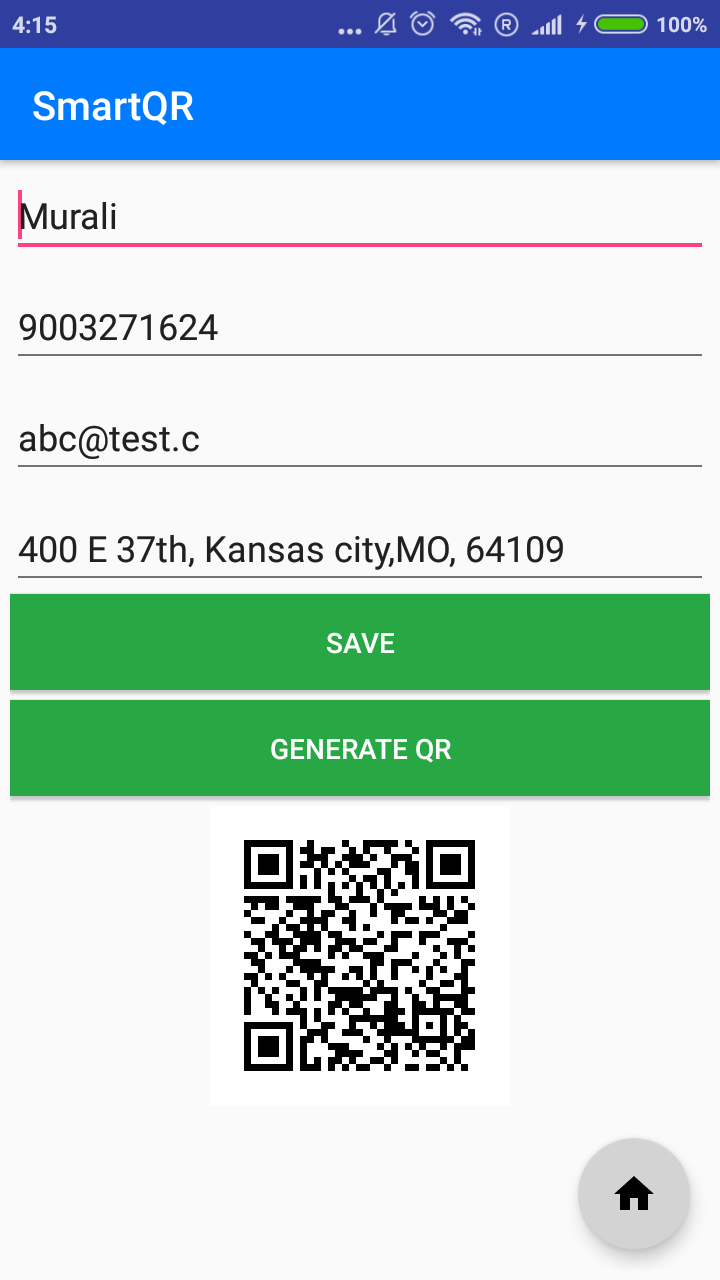 4:15
... R 100%
SmartQR
Murali
9003271624
abc@test.c
400 E 37th, Kansas city,MO, 64109
SAVE
GENERATE QR